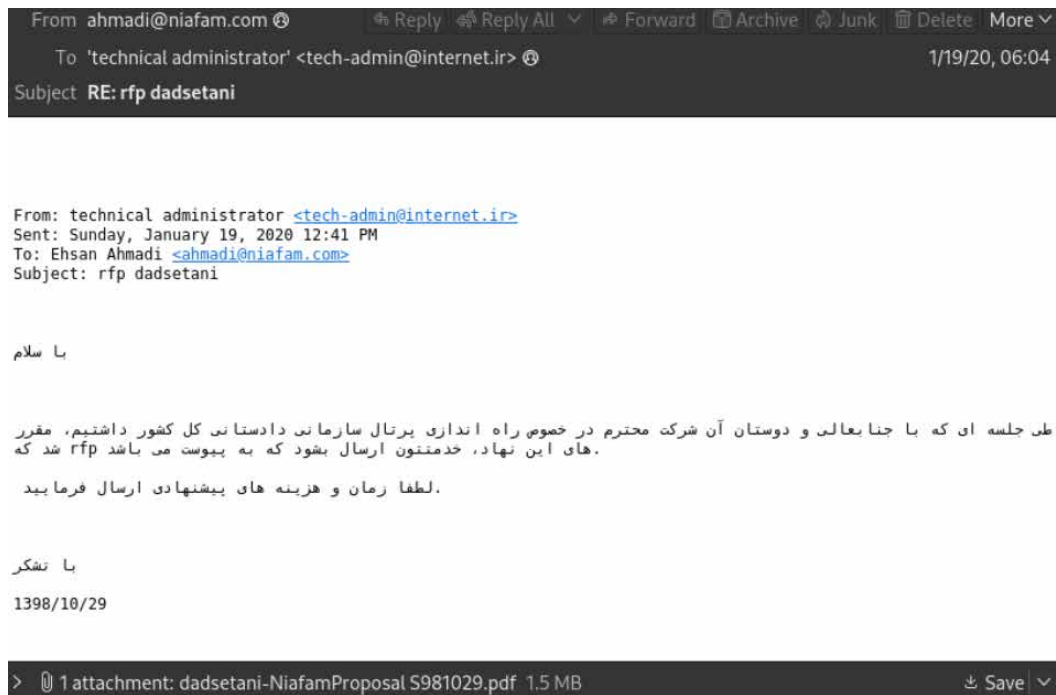 From ahmadi@niafam.com Reply Reply All Forward Archive Junk Delete More
To 'technical administrator' <tech-admin@internet.ir> 1/19/20, 06:04
Subject RE: rfp dadsetani
From: technical administrator <tech-admin@internet.ir>
Sent: Sunday, January 19, 2020 12:41 PM
To: Ehsan Ahmadi <ahmadi@niafam.com>
Subject: rfp dadsetani
با سلام
طی جلسه ای که با جنابعالی و دوستان آن شرکت محترم در خصوص راه اندازی پرتال سازمانی دادستانی کل کشور داشتیم، مقرر
شد که rfp های این نهاد، خدمتتون ارسال بشود که به پیوست می باشد.
لطفا زمان و هزینه های پیشنهادی ارسال فرمایید.
با تشکر
1398/10/29
1 attachment: dadsetani-NiafamProposal S981029.pdf 1.5 MB Save